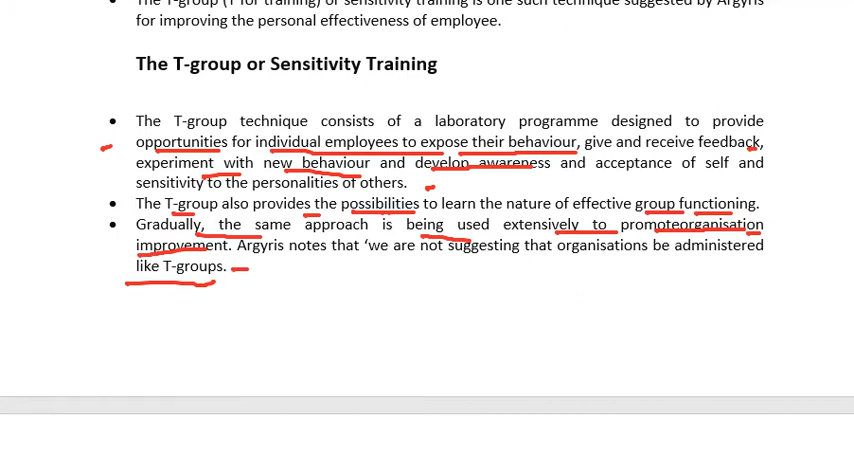 The T-group (T for training) or sensitivity training is one such technique suggested by Argyris
for improving the personal effectiveness of employee.
The T-group or Sensitivity Training
• The T-group technique consists of a laboratory programme designed to provide
opportunities for individual employees to expose their behaviour, give and receive feedback,
experiment with new behaviour and develop awareness and acceptance of self and
sensitivity to the personalities of others.
• The T-group also provides the possibilities to learn the nature of effective group functioning.
• Gradually, the same approach is being used extensively to promoteorganisation
improvement. Argyris notes that ‘we are not suggesting that organisations be administered
like T-groups.